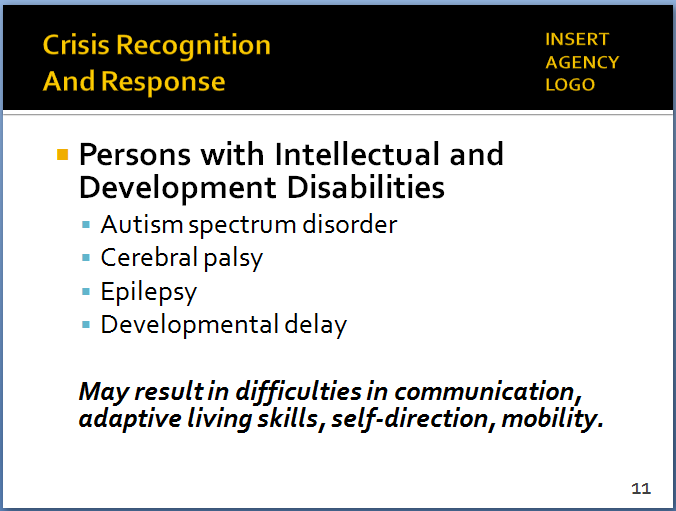 Crisis Recognition
And Response
INSERT
AGENCY
LOGO
Persons with Intellectual and
Development Disabilities
Autism spectrum disorder
Cerebral palsy
Epilepsy
Developmental delay
May result in difficulties in communication,
adaptive living skills, self-direction, mobility.
11